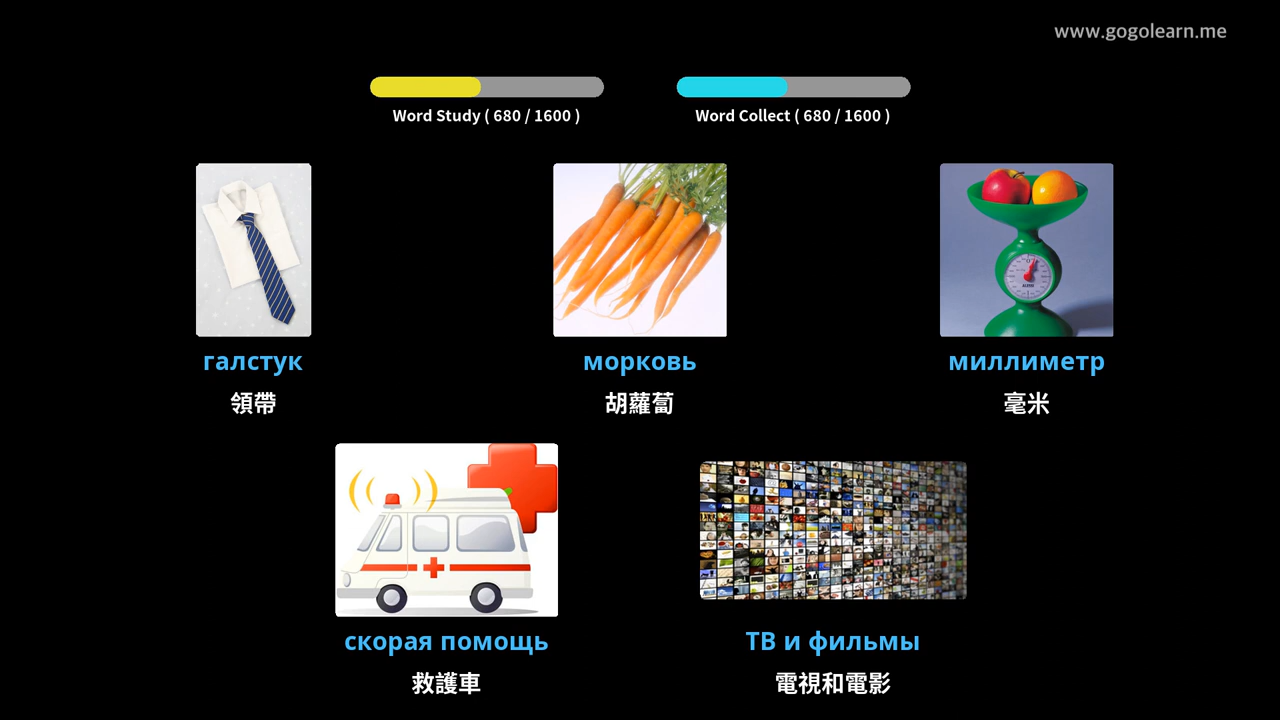 www.gogolearn.me
Word Study ( 680 / 1600 )
Word Collect ( 680 / 1600 )
галстук
領帶
морковь
胡蘿蔔
миллиметр
毫米
скорая помощь
救護車
ТВ и фильмы
電視和電影